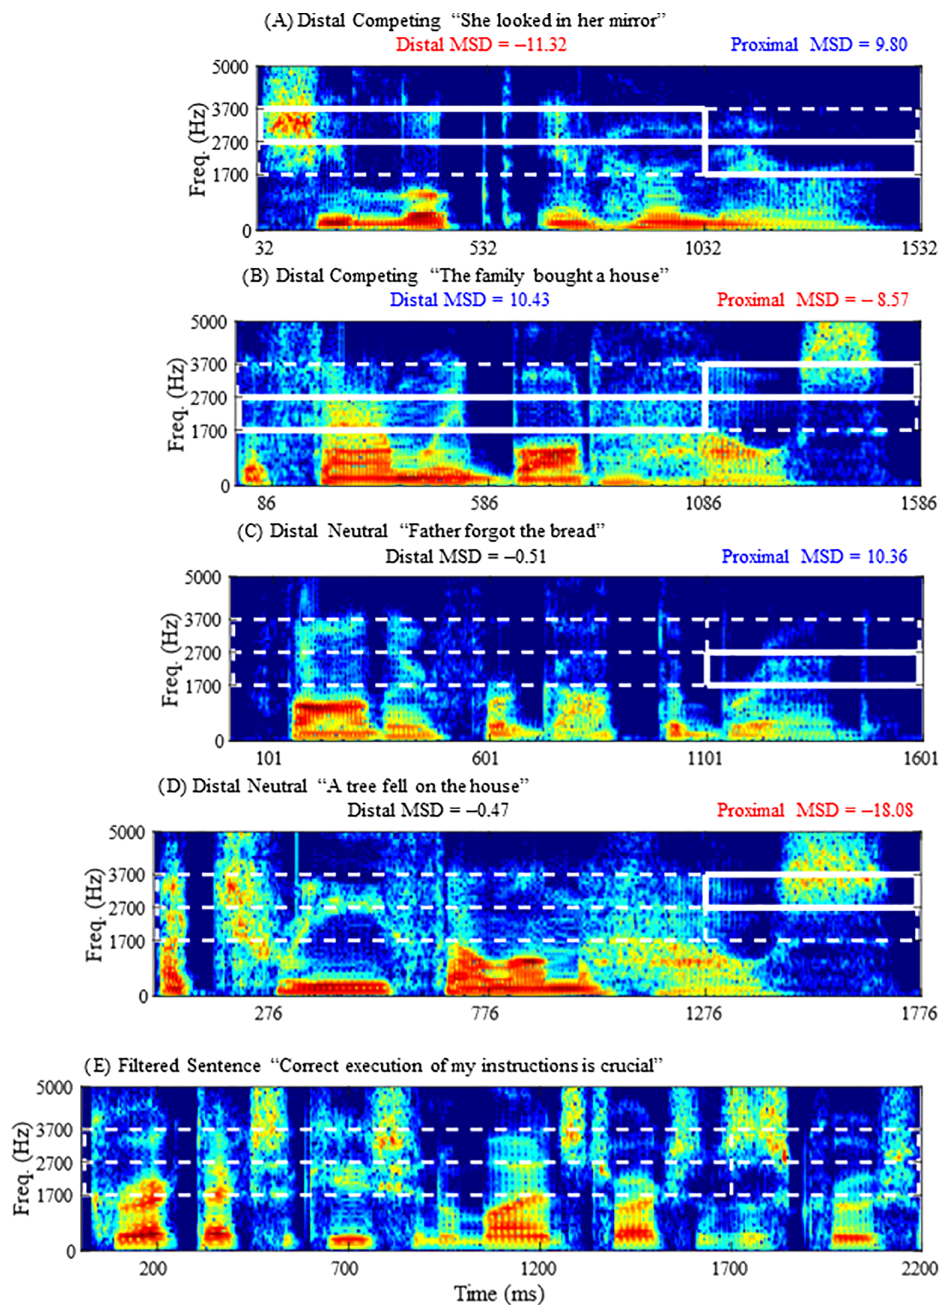 (A) Distal Competing “She looked in her mirror”
Distal MSD = –11.32 Proximal MSD = 9.80
5000
3700
2700
1700
0
Freq. (Hz)
32 532 1032 1532
(B) Distal Competing “The family bought a house”
Distal MSD = 10.43 Proximal MSD = – 8.57
5000
3700
2700
1700
0
Freq. (Hz)
86 586 1086 1586
(C) Distal Neutral “Father forgot the bread”
Distal MSD = –0.51 Proximal MSD = 10.36
5000
3700
2700
1700
0
Freq. (Hz)
101 601 1101 1601
(D) Distal Neutral “A tree fell on the house”
Distal MSD = –0.47 Proximal MSD = –18.08
5000
3700
2700
1700
0
Freq. (Hz)
276 776 1276 1776
(E) Filtered Sentence “Correct execution of my instructions is crucial”
5000
3700
2700
1700
0
Freq. (Hz)
200 700 1200 1700 2200
Time (ms)